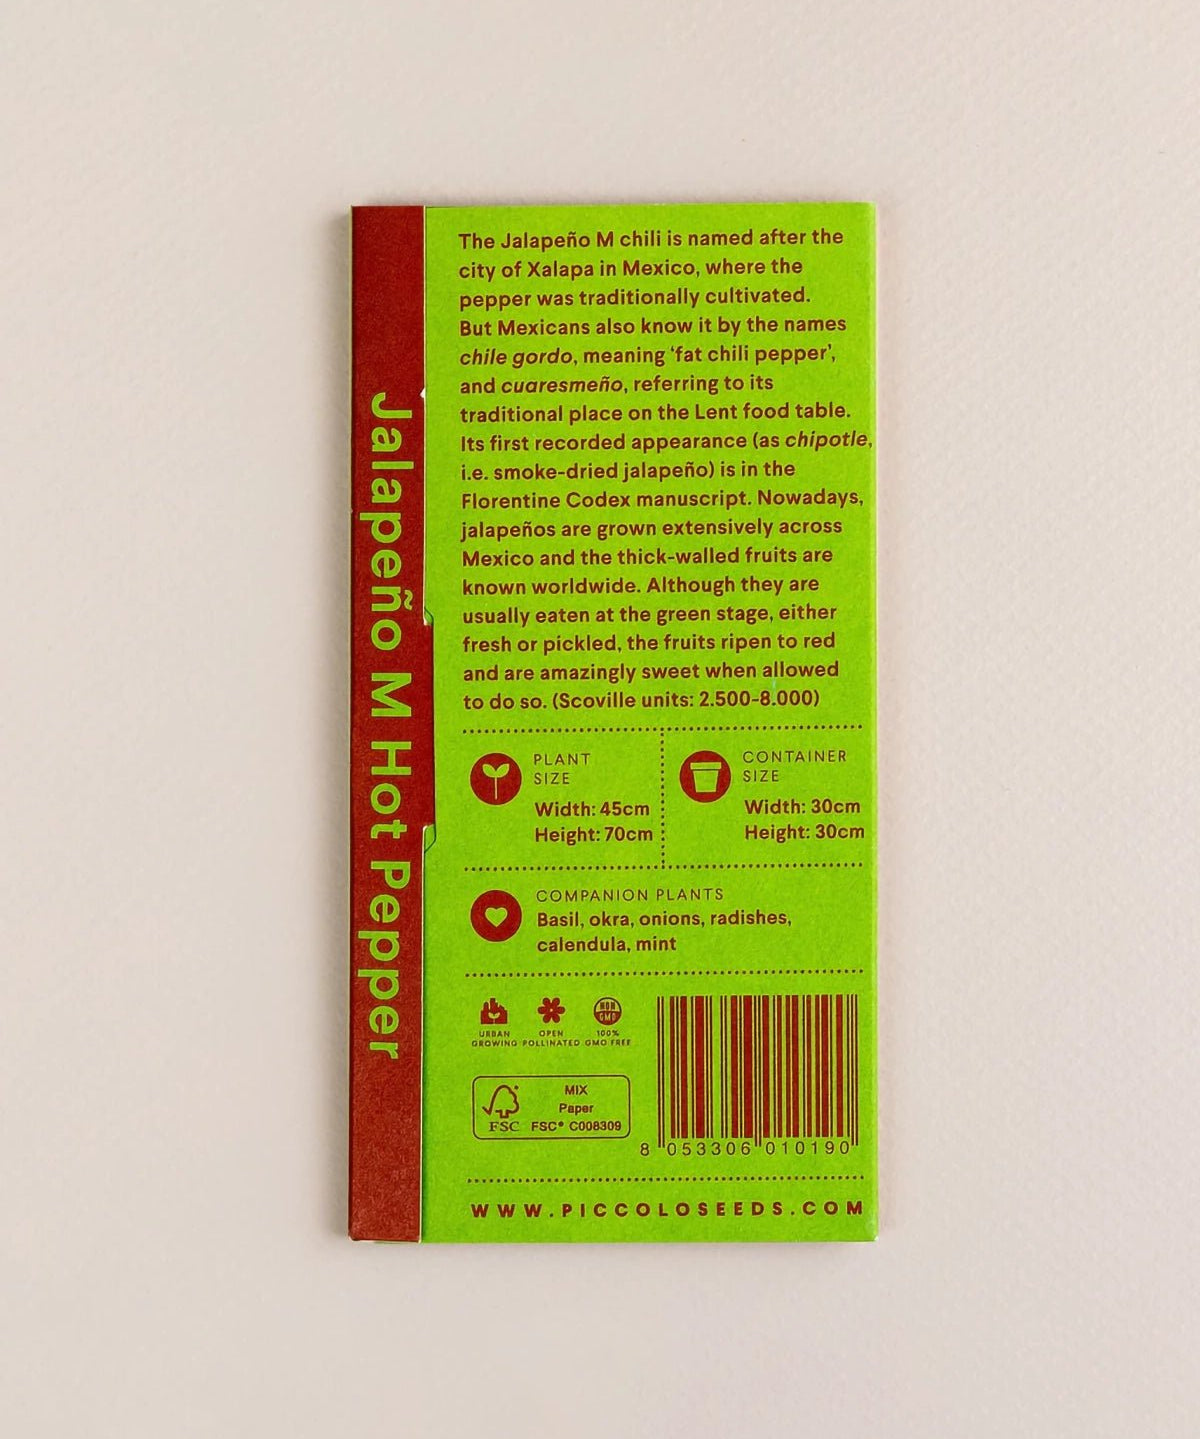 Jalapeño M Hot Pepper
The Jalapeño M chili is named after the
city of Xalapa in Mexico, where the
pepper was traditionally cultivated.
But Mexicans also know it by the names
chile gordo, meaning ‘fat chili pepper’,
and cuaresmeño, referring to its
traditional place on the Lent food table.
Its first recorded appearance (as chipotle,
i.e. smoke-dried jalapeño) is in the
Florentine Codex manuscript. Nowadays,
jalapeños are grown extensively across
Mexico and the thick-walled fruits are
known worldwide. Although they are
usually eaten at the green stage, either
fresh or pickled, the fruits ripen to red
and are amazingly sweet when allowed
to do so. (Scoville units: 2.500-8.000)
PLANT
SIZE
Width: 45cm
Height: 70cm
CONTAINER
SIZE
Width: 30cm
Height: 30cm
COMPANION PLANTS
Basil, okra, onions, radishes,
calendula, mint
URBAN
GROWING
OPEN
POLLINATED
NON
GMO
100%
GMO FREE
FSC
MIX
Paper
FSC® C008309
8 053306 010190
WWW.PICCOLOSEEDS.COM